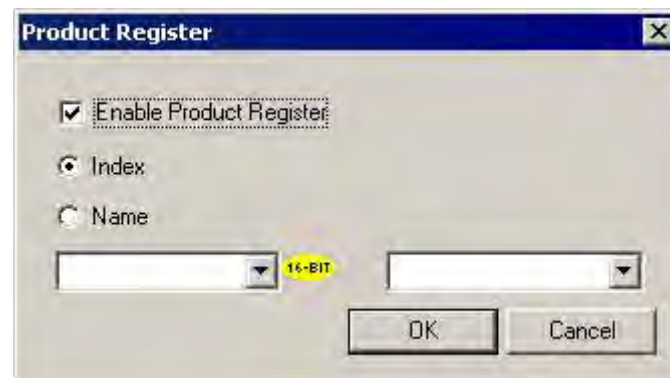 Product Register
Enable Product Register
Index
Name
16-BIT
OK Cancel